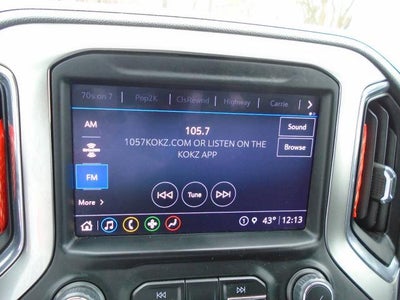 70s on 7 Pop2K ClsRewind Highway Carrie
AM
105.7
Sound
1057KOKZ.COM OR LISTEN ON THE
KOKZ APP
Browse
FM
Tune
More >
1 43° 12:13